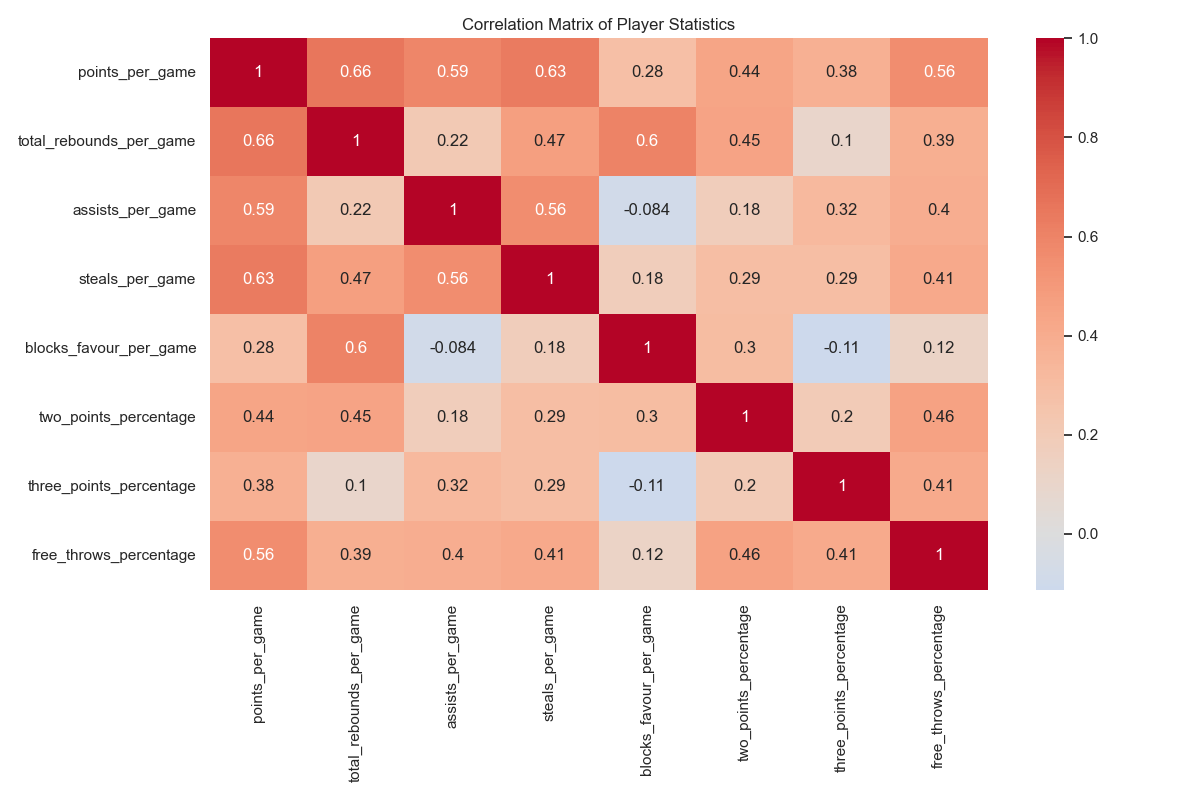 Correlation Matrix of Player Statistics
points_per_game 1 0.66 0.59 0.63 0.28 0.44 0.38 0.56
total_rebounds_per_game 0.66 1 0.22 0.47 0.6 0.45 0.1 0.39
assists_per_game 0.59 0.22 1 0.56 -0.084 0.18 0.32 0.4
steals_per_game 0.63 0.47 0.56 1 0.18 0.29 0.29 0.41
blocks_favour_per_game 0.28 0.6 -0.084 0.18 1 0.3 -0.11 0.12
two_points_percentage 0.44 0.45 0.18 0.29 0.3 1 0.2 0.46
three_points_percentage 0.38 0.1 0.32 0.29 -0.11 0.2 1 0.41
free_throws_percentage 0.56 0.39 0.4 0.41 0.12 0.46 0.41 1
points_per_game
total_rebounds_per_game
assists_per_game
steals_per_game
blocks_favour_per_game
two_points_percentage
three_points_percentage
free_throws_percentage
1.0
0.8
0.6
0.4
0.2
0.0